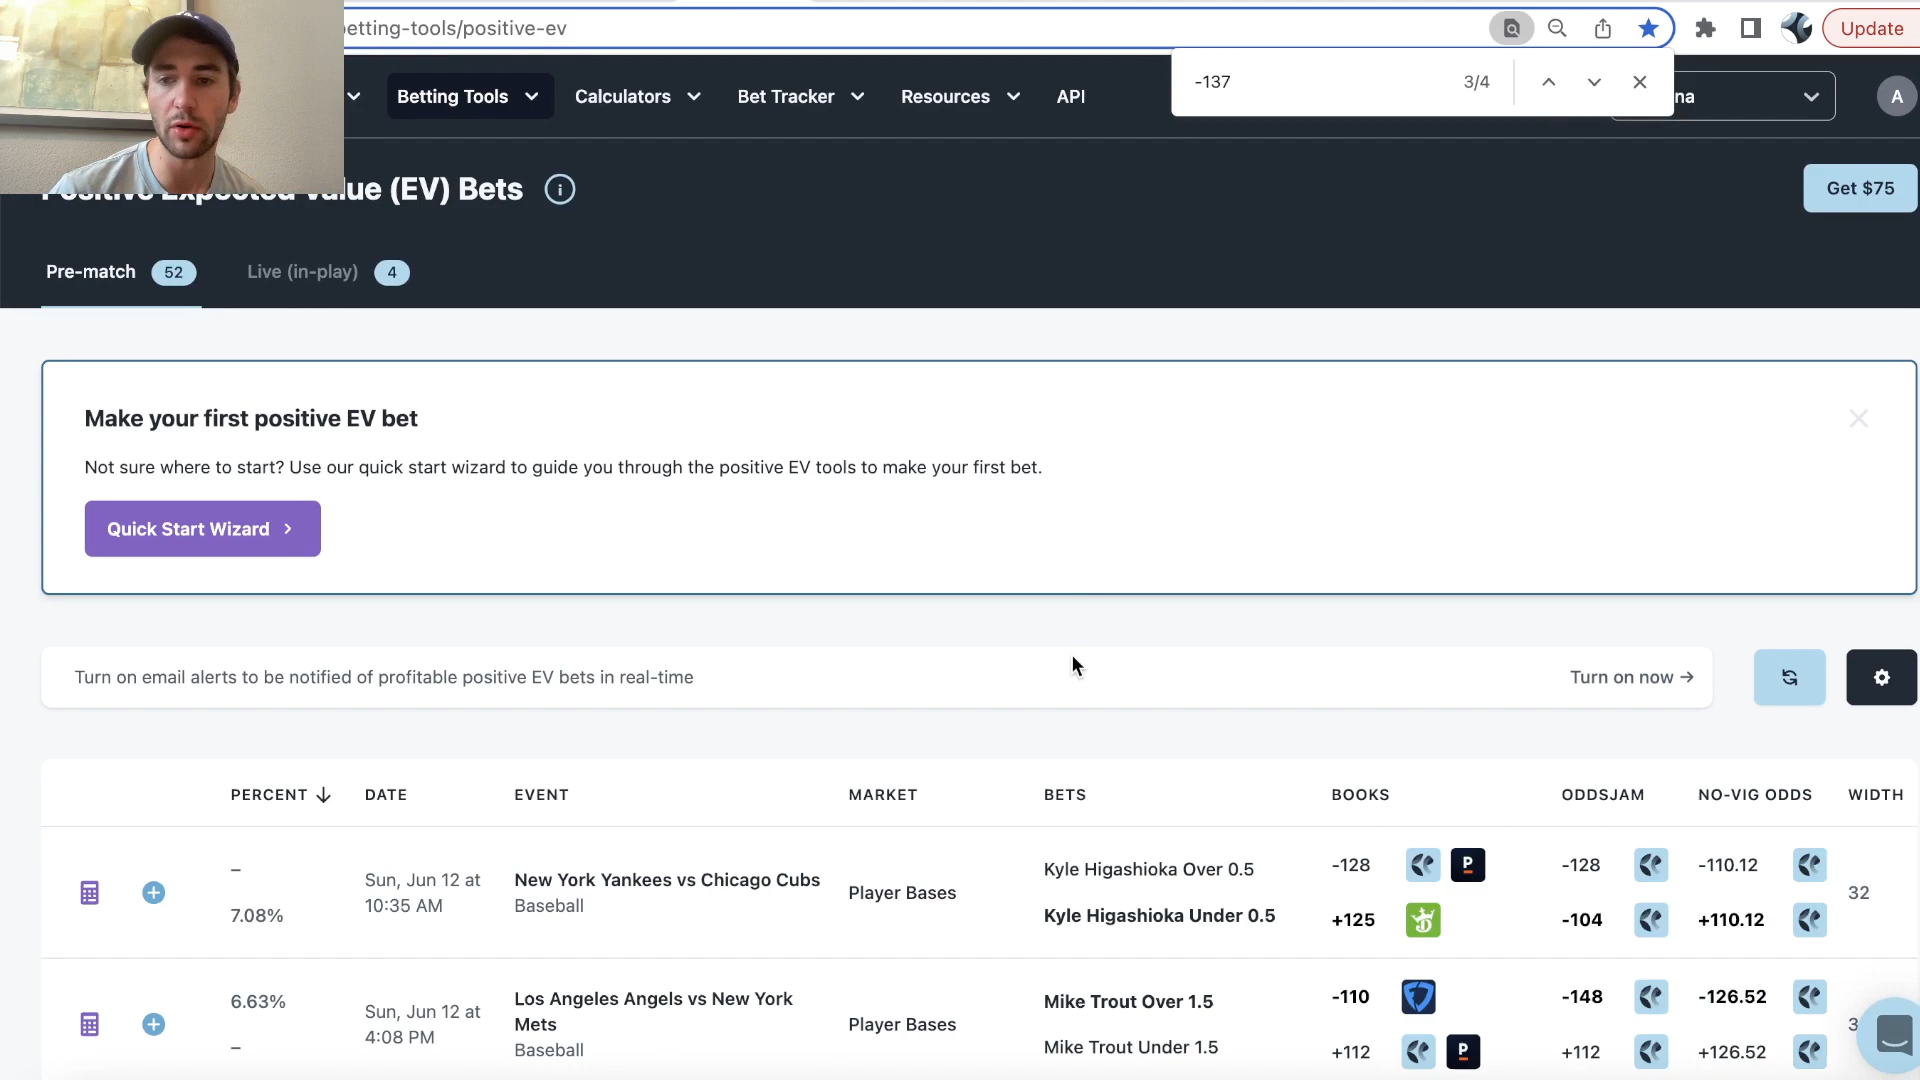 betting-tools/positive-ev
Update
-137
3/4
Betting Tools
Calculators
Bet Tracker
Resources
API
na
A
Positive Expected Value (EV) Bets
i
Get $75
Pre-match
52
Live (in-play)
4
Make your first positive EV bet
Not sure where to start? Use our quick start wizard to guide you through the positive EV tools to make your first bet.
Quick Start Wizard
Turn on email alerts to be notified of profitable positive EV bets in real-time
Turn on now →
PERCENT ↓
DATE
EVENT
MARKET
BETS
BOOKS
ODDSJAM
NO-VIG ODDS
WIDTH
–
7.08%
Sun, Jun 12 at
10:35 AM
New York Yankees vs Chicago Cubs
Baseball
Player Bases
Kyle Higashioka Over 0.5
Kyle Higashioka Under 0.5
-128
P
+125
-128
-104
-110.12
+110.12
32
6.63%
–
Sun, Jun 12 at
4:08 PM
Los Angeles Angels vs New York
Mets
Baseball
Player Bases
Mike Trout Over 1.5
Mike Trout Under 1.5
-110
+112
P
-148
+112
-126.52
+126.52